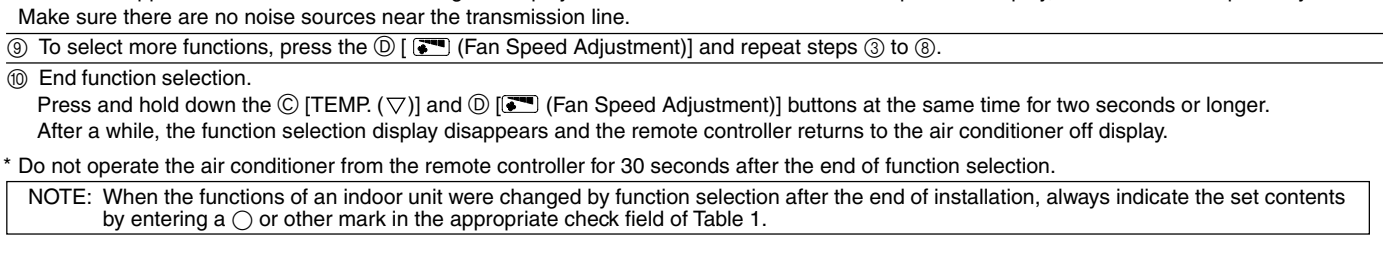 Make sure there are no noise sources near the transmission line.
⑨ To select more functions, press the Ⓓ [ (Fan Speed Adjustment)] and repeat steps ③ to ⑧.
⑩ End function selection.
Press and hold down the Ⓒ [TEMP. (▽)] and Ⓓ [ (Fan Speed Adjustment)] buttons at the same time for two seconds or longer.
After a while, the function selection display disappears and the remote controller returns to the air conditioner off display.
* Do not operate the air conditioner from the remote controller for 30 seconds after the end of function selection.
NOTE: When the functions of an indoor unit were changed by function selection after the end of installation, always indicate the set contents
by entering a ◯ or other mark in the appropriate check field of Table 1.